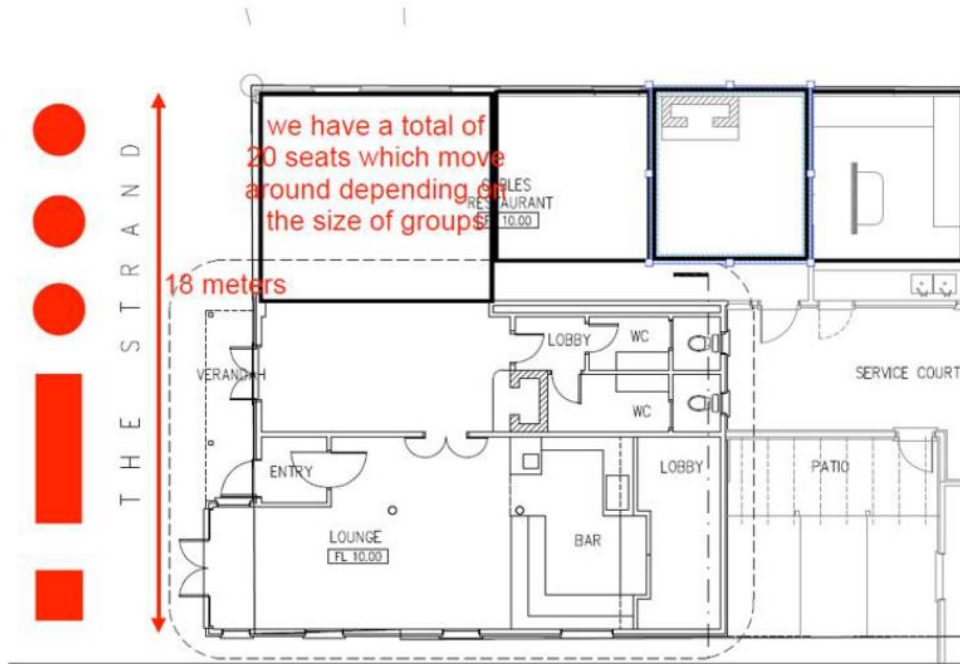 we have a total of
20 seats which move
around depending on
the size of groups
GABLES
RESTAURANT
FL 10.00
18 meters
THE STRAND
LOBBY
WC
VERANDAH
SERVICE COURT
WC
ENTRY
LOBBY
PATIO
LOUNGE
FL 10.00
BAR